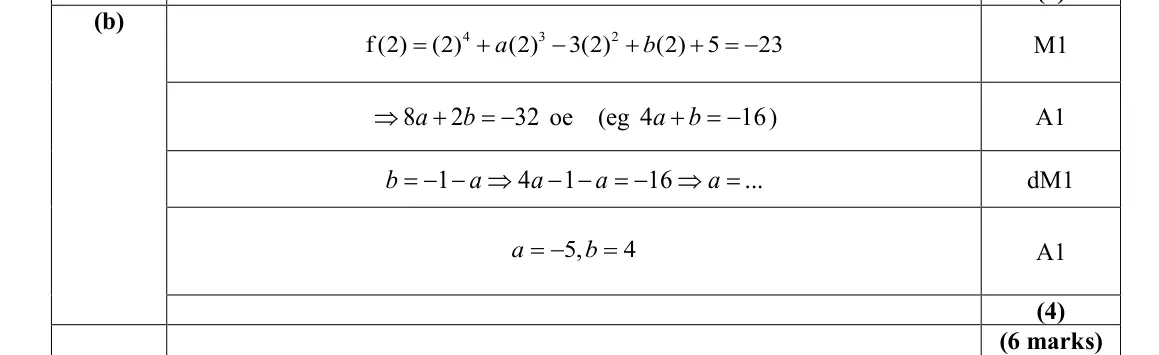 (b)
f(2) = (2)⁴ + a(2)³ − 3(2)² + b(2) + 5 = −23
M1
⇒ 8a + 2b = −32 oe (eg 4a + b = −16)
A1
b = −1 − a ⇒ 4a − 1 − a = −16 ⇒ a = ...
dM1
a = −5, b = 4
A1
(4)
(6 marks)